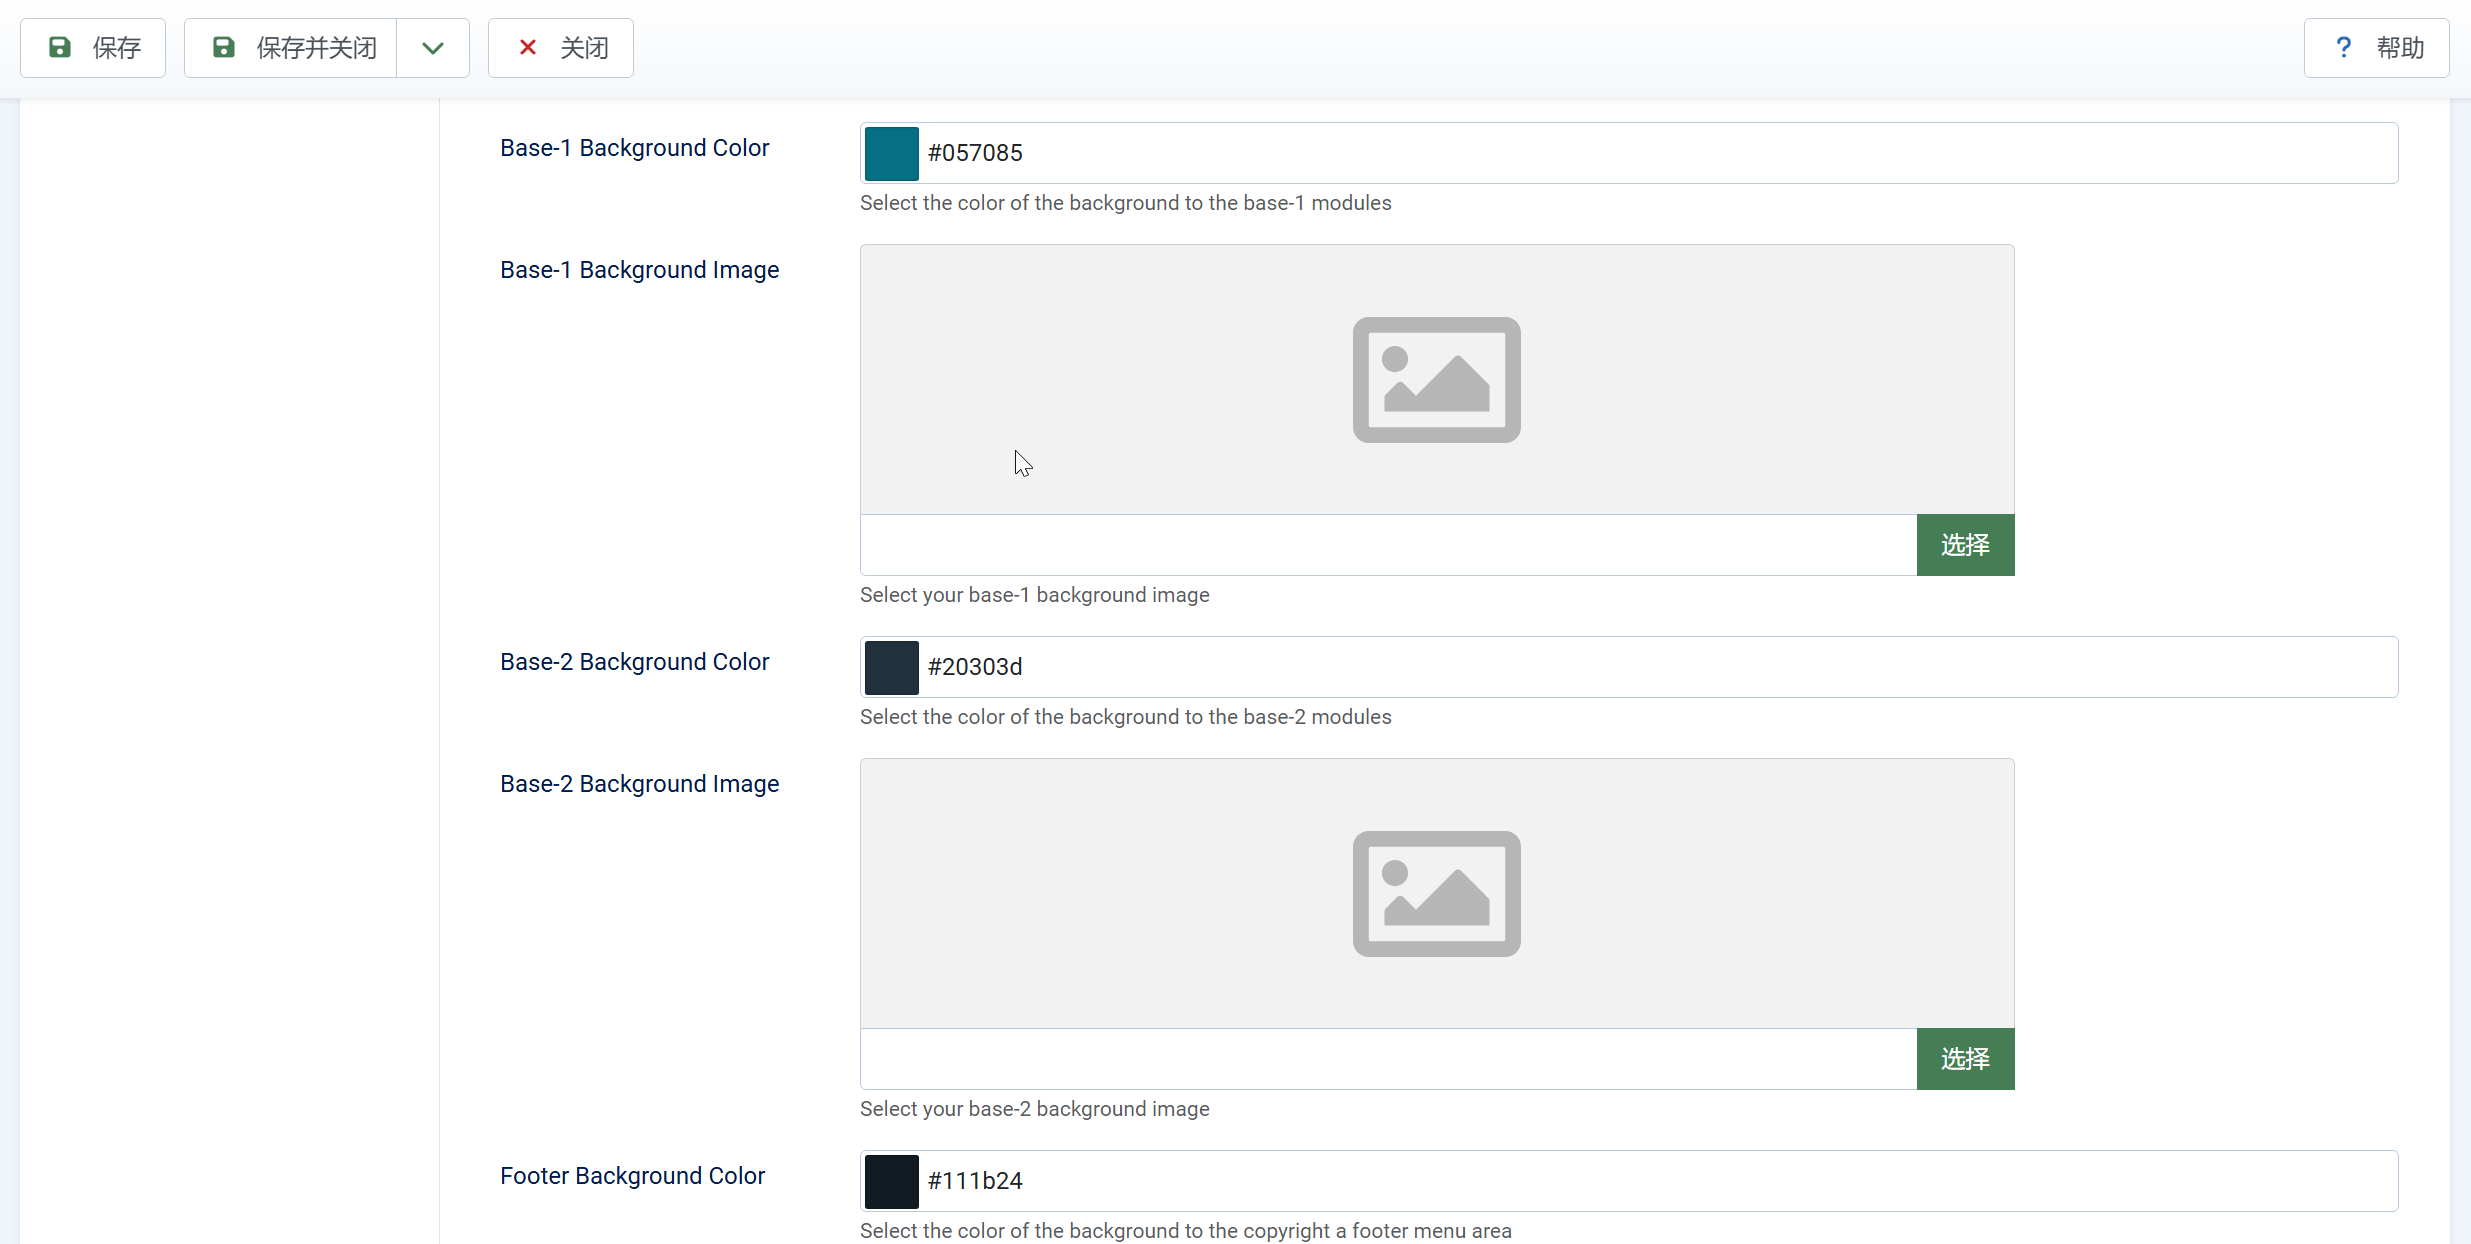 保存
保存并关闭
关闭
? 帮助
Base-1 Background Color
#057085
Select the color of the background to the base-1 modules
Base-1 Background Image
选择
Select your base-1 background image
Base-2 Background Color
#20303d
Select the color of the background to the base-2 modules
Base-2 Background Image
选择
Select your base-2 background image
Footer Background Color
#111b24
Select the color of the background to the copyright a footer menu area